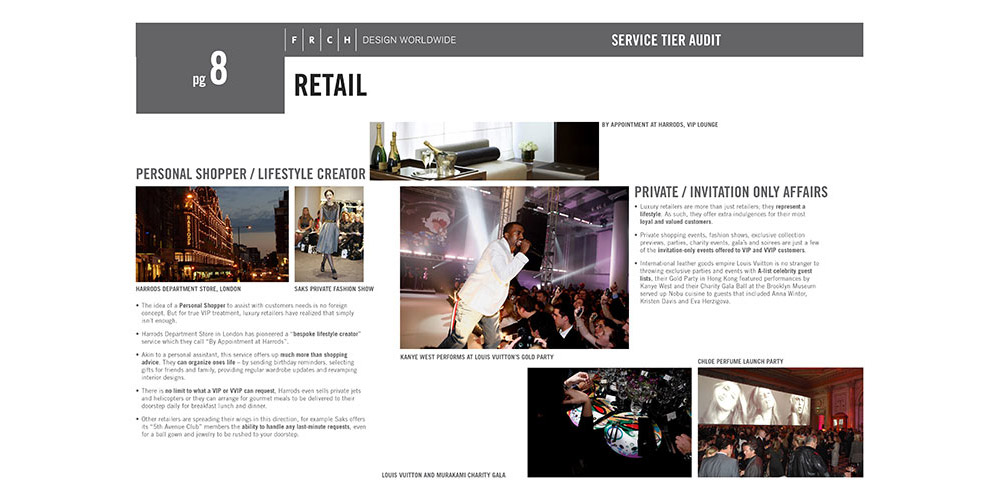 pg 8
F R C H DESIGN WORLDWIDE
SERVICE TIER AUDIT
RETAIL
BY APPOINTMENT AT HARRODS, VIP LOUNGE
PERSONAL SHOPPER / LIFESTYLE CREATOR
HARRODS DEPARTMENT STORE, LONDON
SAKS PRIVATE FASHION SHOW
• The idea of a Personal Shopper to assist with customers needs is no foreign
concept. But for true VIP treatment, luxury retailers have realized that simply
isn't enough.
• Harrods Department Store in London has pioneered a "bespoke lifestyle creator"
service which they call "By Appointment at Harrods".
• Akin to a personal assistant, this service offers up much more than shopping
advice. They can organize ones life – by sending birthday reminders, selecting
gifts for friends and family, providing regular wardrobe updates and revamping
interior designs.
• There is no limit to what a VIP or VVIP can request, Harrods even sells private jets
and helicopters or they can arrange for gourmet meals to be delivered to their
doorstep daily for breakfast lunch and dinner.
• Other retailers are spreading their wings in this direction, for example Saks offers
its "5th Avenue Club" members the ability to handle any last-minute requests, even
for a ball gown and jewelry to be rushed to your doorstep.
KANYE WEST PERFORMS AT LOUIS VUITTON'S GOLD PARTY
PRIVATE / INVITATION ONLY AFFAIRS
• Luxury retailers are more than just retailers; they represent a
lifestyle. As such, they offer extra indulgences for their most
loyal and valued customers.
• Private shopping events, fashion shows, exclusive collection
previews, parties, charity events, gala's and soirees are just a few
of the invitation-only events offered to VIP and VVIP customers.
• International leather goods empire Louis Vuitton is no stranger to
throwing exclusive parties and events with A-list celebrity guest
lists, their Gold Party in Hong Kong featured performances by
Kanye West and their Charity Gala Ball at the Brooklyn Museum
served up Nobu cuisine to guests that included Anna Wintor,
Kristen Davis and Eva Herzigova.
CHLOE PERFUME LAUNCH PARTY
LOUIS VUITTON AND MURAKAMI CHARITY GALA